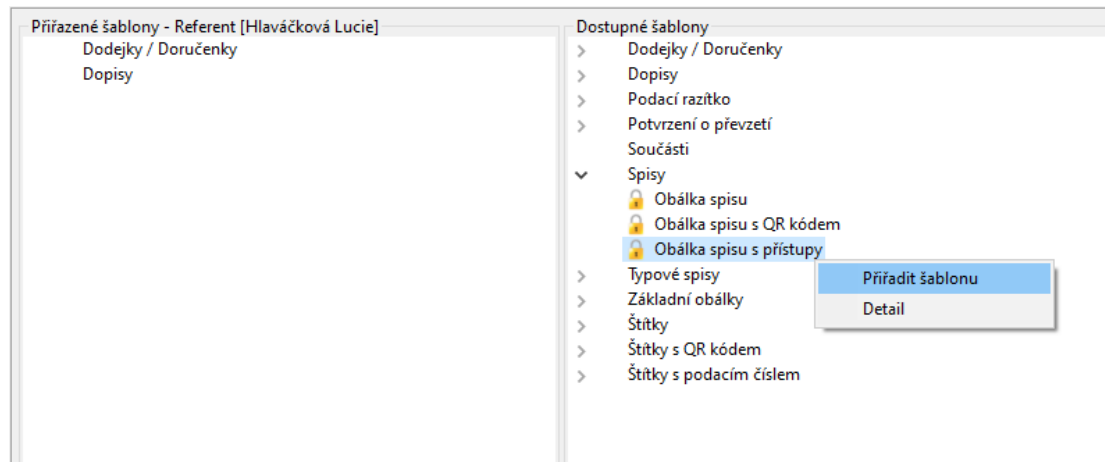 Přiřazené šablony - Referent [Hlaváčková Lucie]
Dodejky / Doručenky
Dopisy
Dostupné šablony
Dodejky / Doručenky
Dopisy
Podací razítko
Potvrzení o převzetí
Součásti
Spisy
Obálka spisu
Obálka spisu s QR kódem
Obálka spisu s přístupy
Typové spisy
Základní obálky
Štítky
Štítky s QR kódem
Štítky s podacím číslem
Přiřadit šablonu
Detail